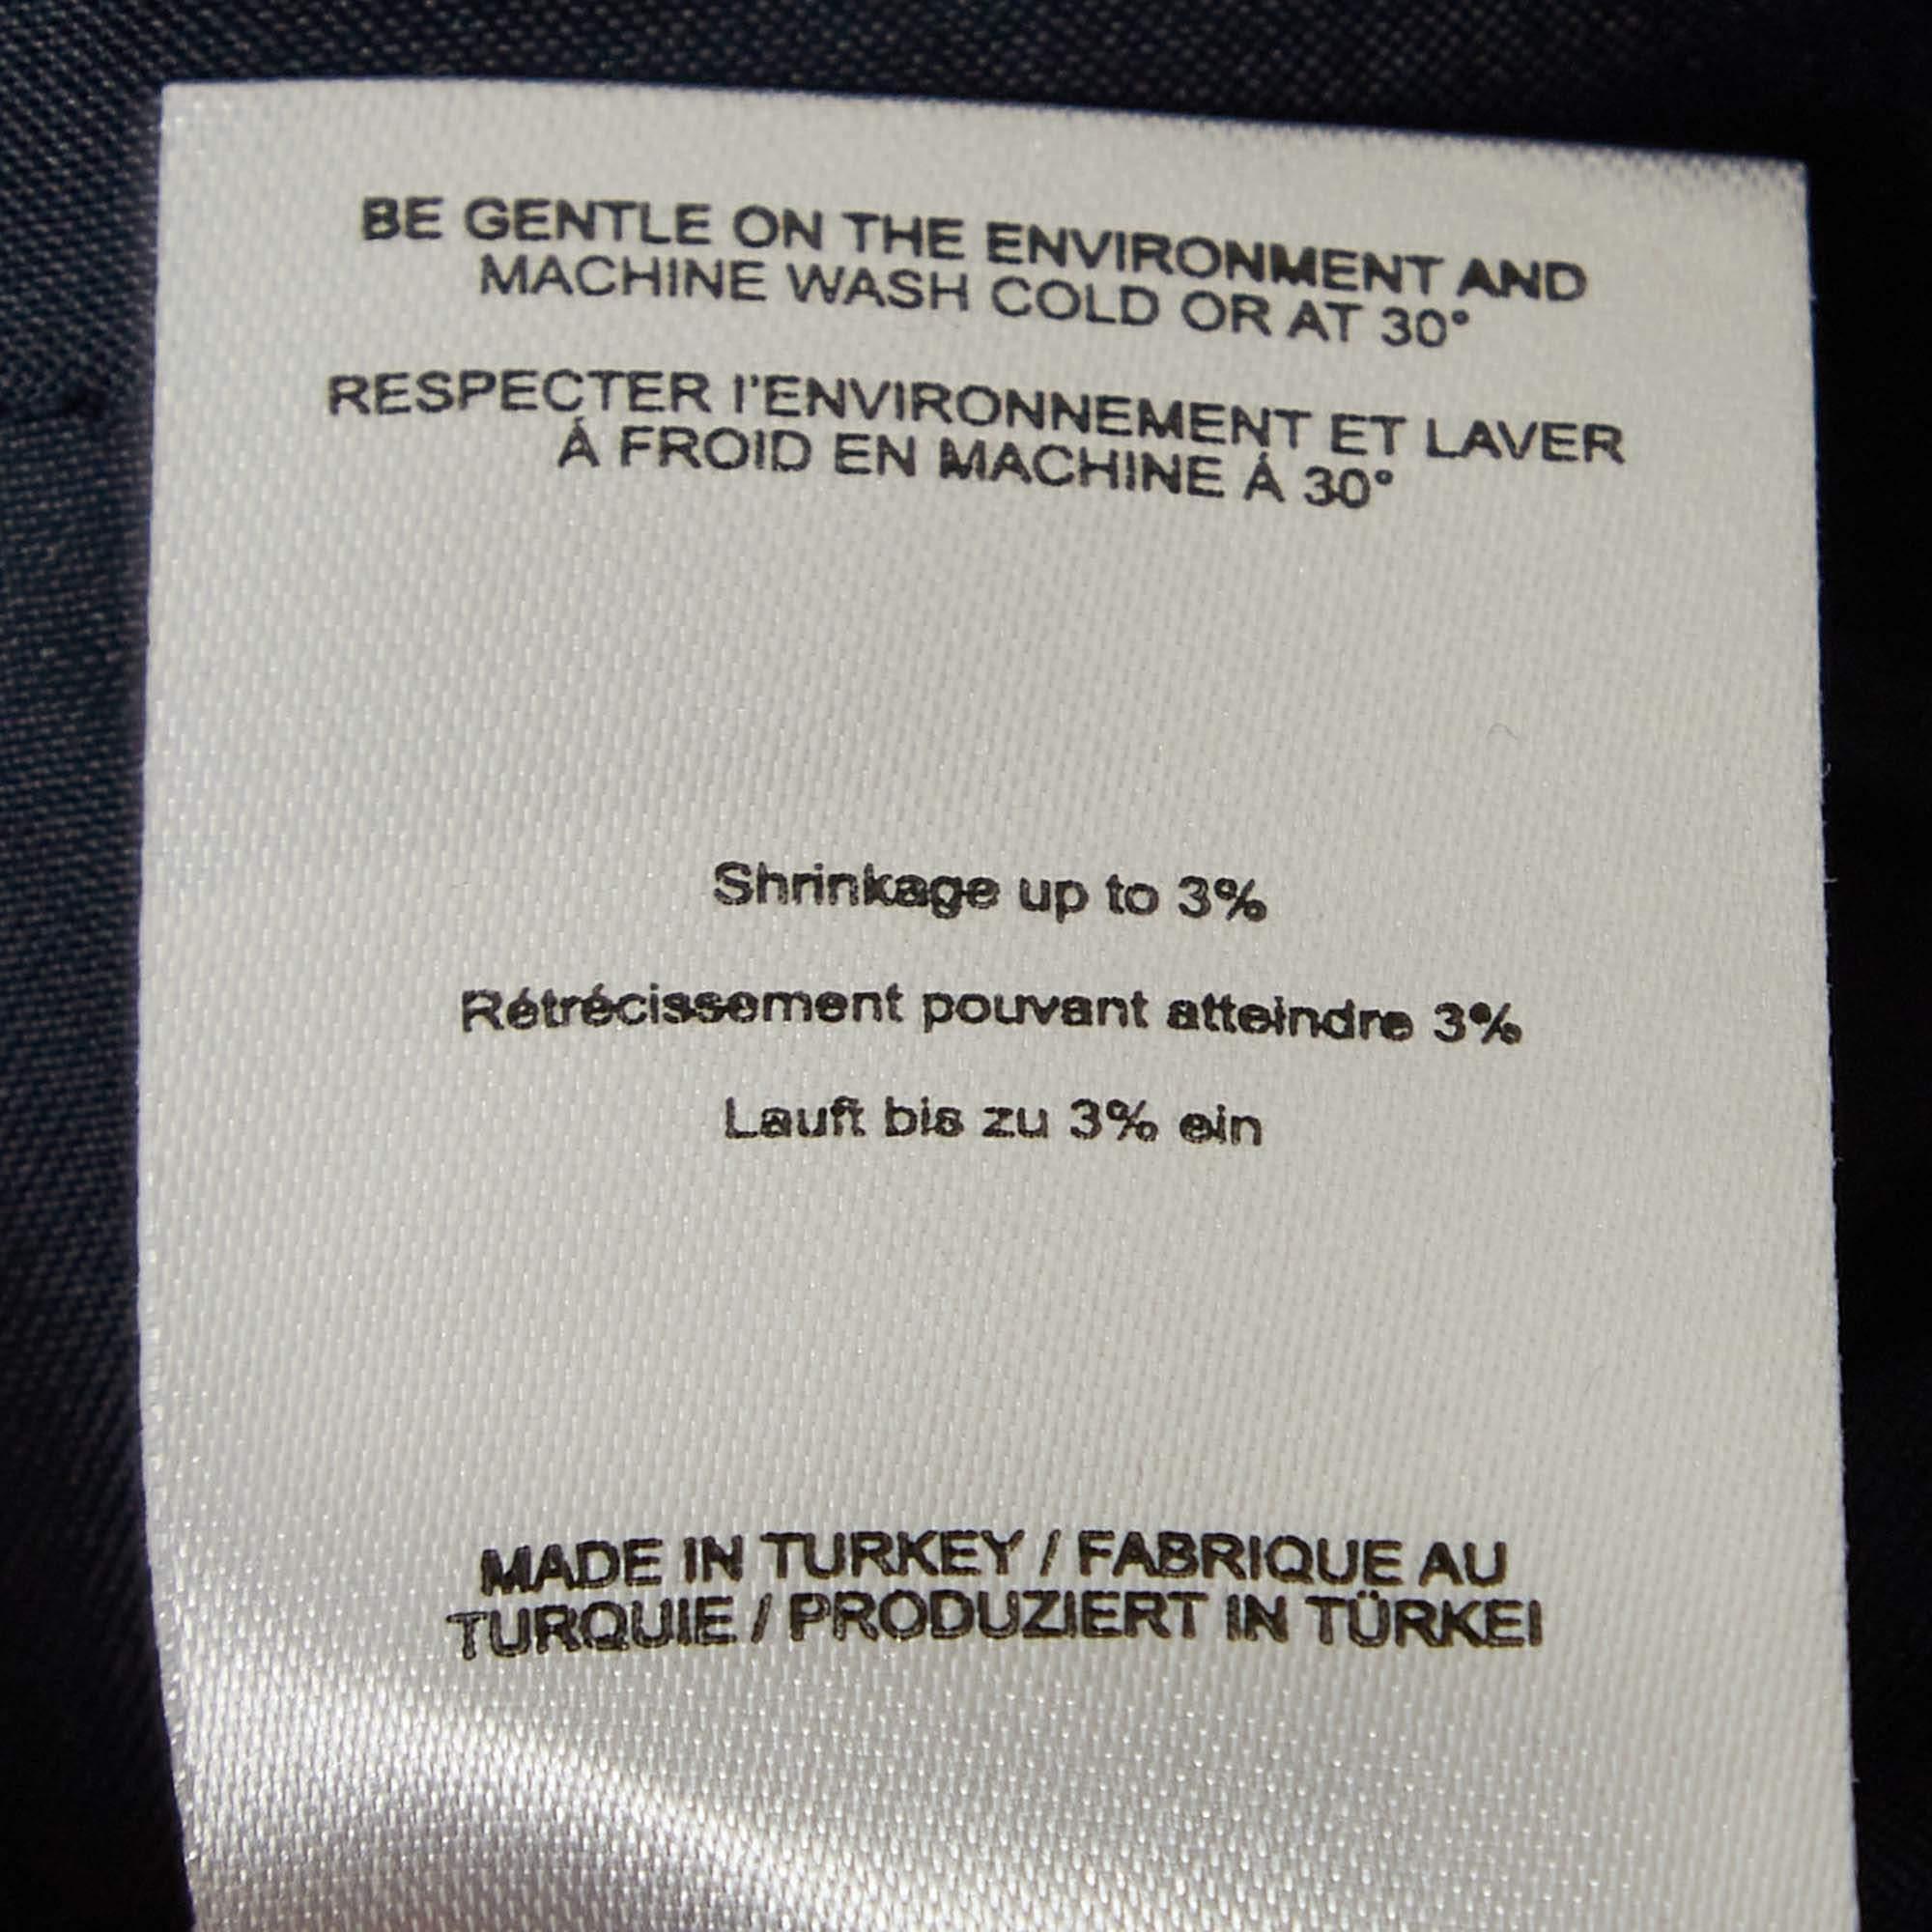 BE GENTLE ON THE ENVIRONMENT AND
MACHINE WASH COLD OR AT 30°
RESPECTER l'ENVIRONNEMENT ET LAVER
Á FROID EN MACHINE Á 30°
Shrinkage up to 3%
Rétrécissement pouvant atteindre 3%
Lauft bis zu 3% ein
MADE IN TURKEY / FABRIQUE AU
TURQUIE / PRODUZIERT IN TÜRKEI